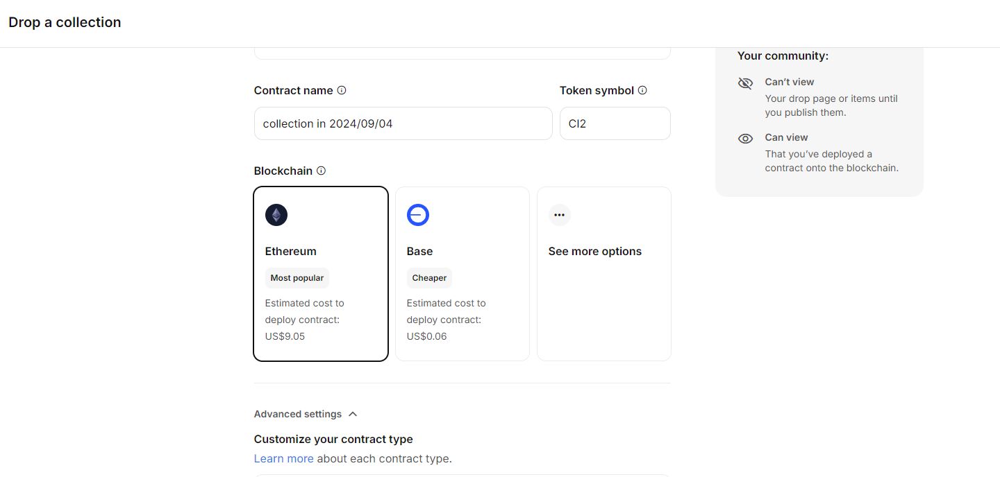 Drop a collection
Contract name
Token symbol
collection in 2024/09/04
CI2
Blockchain
Ethereum
Most popular
Estimated cost to
deploy contract:
US$9.05
Base
Cheaper
Estimated cost to
deploy contract:
US$0.06
See more options
Advanced settings
Customize your contract type
Learn more about each contract type.
Your community:
Can’t view
Your drop page or items until
you publish them.
Can view
That you’ve deployed a
contract onto the blockchain.